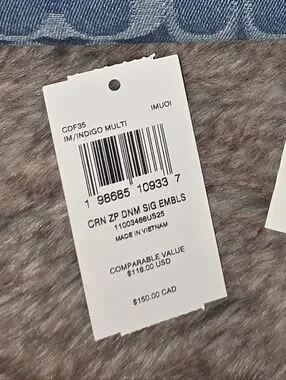 CDF35 IMUOI
IM/INDIGO MULTI
1 98685 10933 7
CRN ZP DNM SIG EMBLS
11003466US25
MADE IN VIETNAM
COMPARABLE VALUE
$118.00 USD
$150.00 CAD